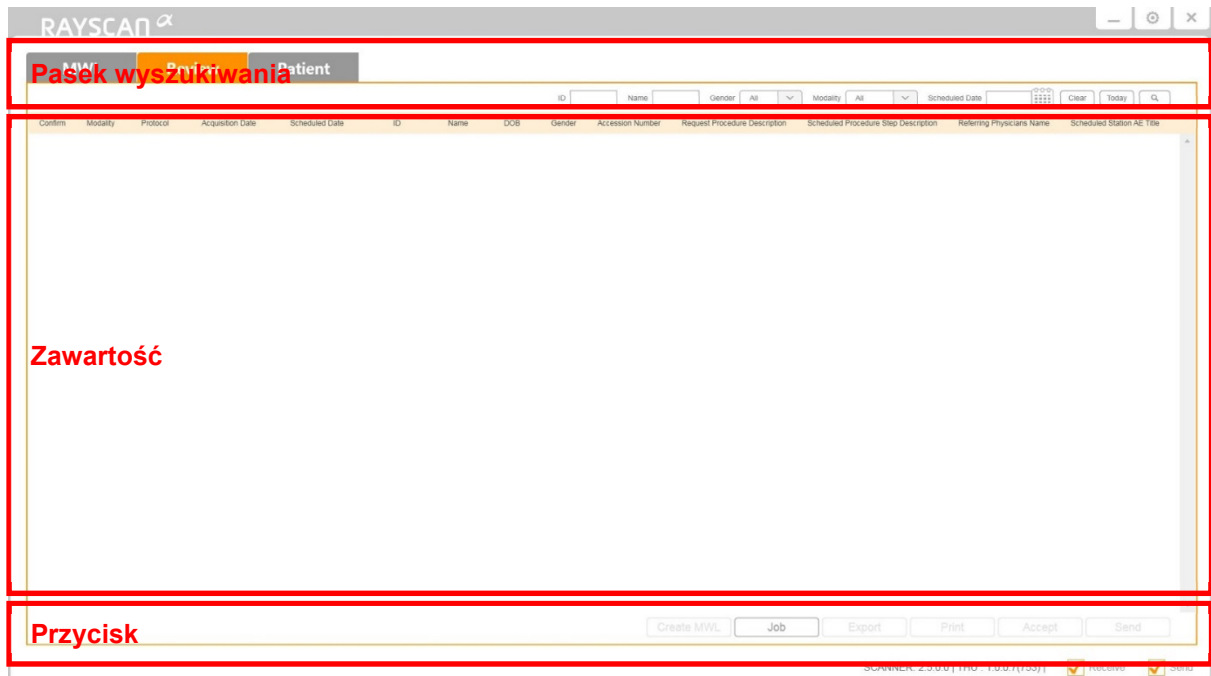 RAYSCAN α
MWL Review Patient
Pasek wyszukiwania
ID Name Gender All Modality All Scheduled Date Clear Today
Confirm Modality Protocol Acquisition Date Scheduled Date ID Name DOB Gender Accession Number Request Procedure Description Scheduled Procedure Step Description Referring Physicians Name Scheduled Station AE Title
Zawartość
Przycisk
Create MWL Job Export Print Accept Send
Receive Send